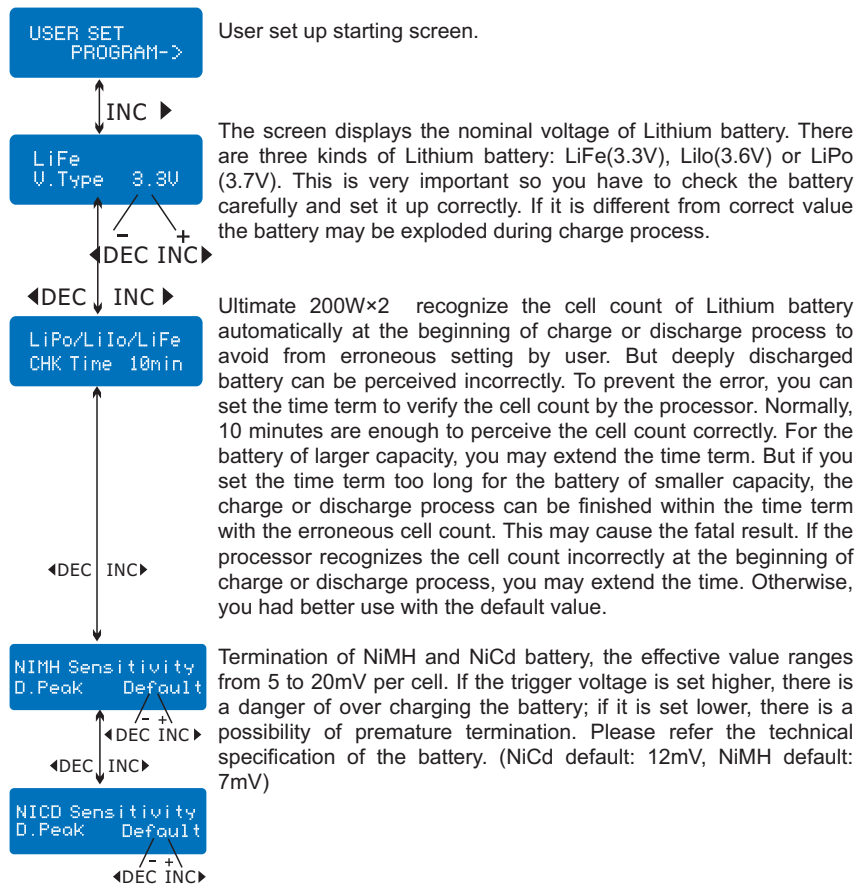 USER SET
PROGRAM->
User set up starting screen.
INC ▶
LiFe
V.Type 3.3V
- +
◀DEC INC▶
The screen displays the nominal voltage of Lithium battery. There
are three kinds of Lithium battery: LiFe(3.3V), Lilo(3.6V) or LiPo
(3.7V). This is very important so you have to check the battery
carefully and set it up correctly. If it is different from correct value
the battery may be exploded during charge process.
◀DEC INC ▶
LiPo/LiIo/LiFe
CHK Time 10min
Ultimate 200W×2 recognize the cell count of Lithium battery
automatically at the beginning of charge or discharge process to
avoid from erroneous setting by user. But deeply discharged
battery can be perceived incorrectly. To prevent the error, you can
set the time term to verify the cell count by the processor. Normally,
10 minutes are enough to perceive the cell count correctly. For the
battery of larger capacity, you may extend the time term. But if you
set the time term too long for the battery of smaller capacity, the
charge or discharge process can be finished within the time term
with the erroneous cell count. This may cause the fatal result. If the
processor recognizes the cell count incorrectly at the beginning of
charge or discharge process, you may extend the time. Otherwise,
you had better use with the default value.
◀DEC INC▶
NIMH Sensitivity
D.Peak Default
- +
◀DEC INC▶
Termination of NiMH and NiCd battery, the effective value ranges
from 5 to 20mV per cell. If the trigger voltage is set higher, there is
a danger of over charging the battery; if it is set lower, there is a
possibility of premature termination. Please refer the technical
specification of the battery. (NiCd default: 12mV, NiMH default:
7mV)
◀DEC INC▶
NICD Sensitivity
D.Peak Default
- +
◀DEC INC▶